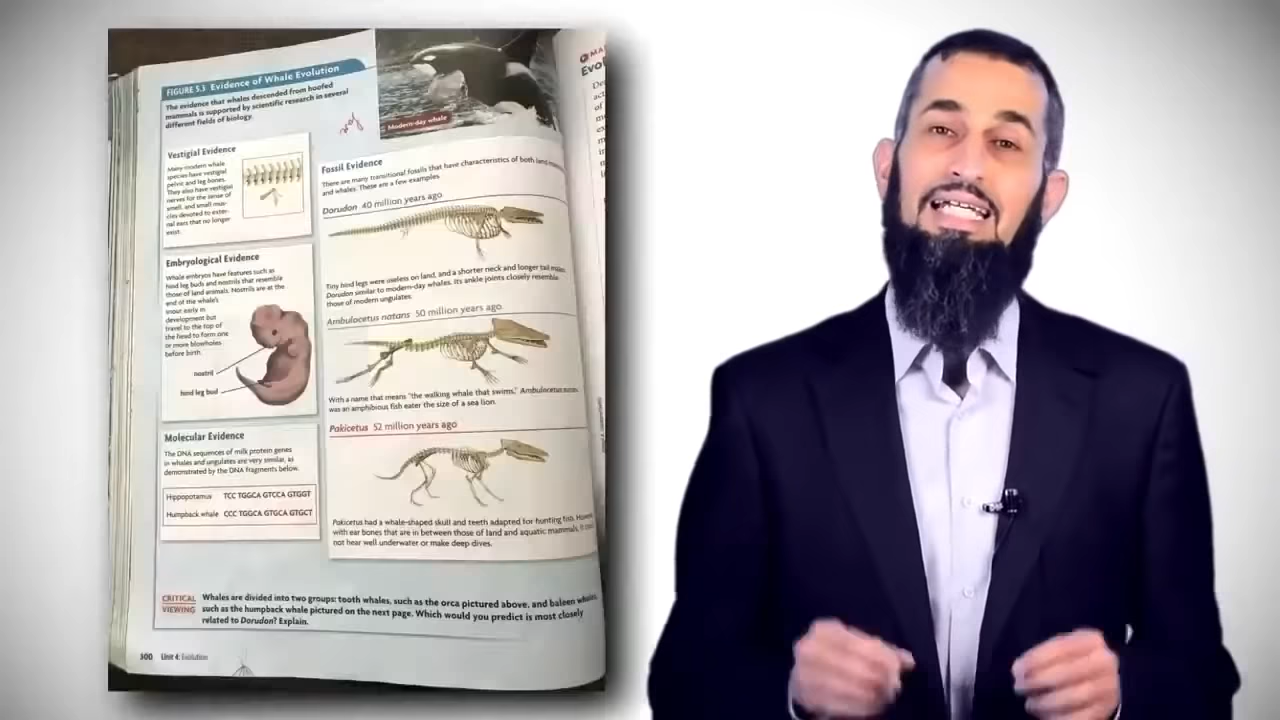 FIGURE 5.3 Evidence of Whale Evolution
The evidence that whales descended from hoofed
mammals is supported by scientific research in several
different fields of biology.
Modern-day whale
Vestigial Evidence
Many modern whale
species have vestigial
pelvic and leg bones.
They also have vestigial
nerves for the sense of
smell, and small mus-
cles devoted to exter-
nal ears that no longer
exist.
Embryological Evidence
Whale embryos have features such as
hind leg buds and nostrils that resemble
those of land animals. Nostrils are at the
end of the whale's
snout early in
development but
travel to the top of
the head to form one
or more blowholes
before birth.
nostril
hind leg bud
Molecular Evidence
The DNA sequences of milk protein genes
in whales and ungulates are very similar, as
demonstrated by the DNA fragments below.
Hippopotamus TCC TGGCA GTCCA GTGGT
Humpback whale CCC TGGCA GTGCA GTGCT
Fossil Evidence
There are many transitional fossils that have characteristics of both land
and whales. These are a few examples.
Dorudon 40 million years ago
Tiny hind legs were useless on land, and a shorter neck and longer tail
Dorudon similar to modern-day whales. Its ankle joints closely resemble
those of modern ungulates.
Ambulocetus natans 50 million years ago
With a name that means "the walking whale that swims," Ambulocetus
was an amphibious fish eater the size of a sea lion.
Pakicetus 52 million years ago
Pakicetus had a whale-shaped skull and teeth adapted for hunting fish.
with ear bones that are in between those of land and aquatic mammals, it
not hear well underwater or make deep dives.
CRITICAL VIEWING
Whales are divided into two groups: tooth whales, such as the orca pictured above, and baleen
such as the humpback whale pictured on the next page. Which would you predict is most closely
related to Dorudon? Explain.
300 Unit 4: Evolution